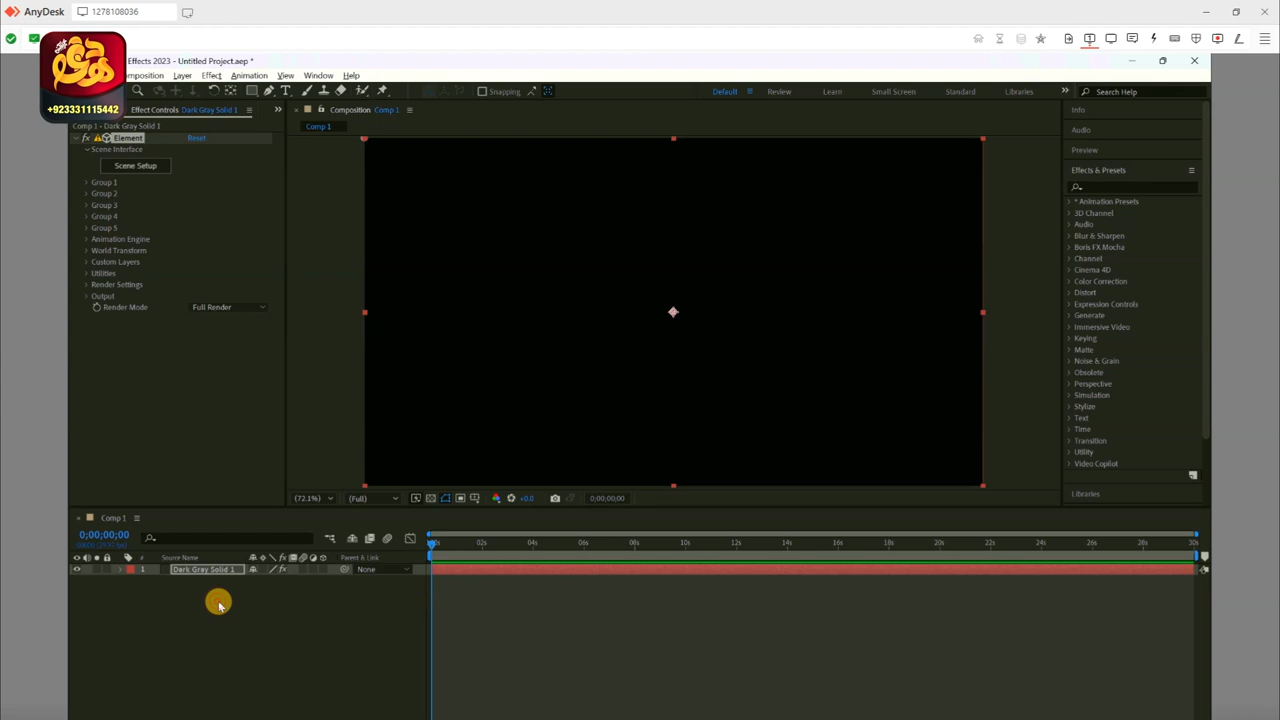 AnyDesk
1278108036
+923331115442
Effects 2023 - Untitled Project.aep *
omposition Layer Effect Animation View Window Help
Snapping
Default Review Learn Small Screen Standard Libraries
Search Help
Effect Controls Dark Gray Solid 1
Composition Comp 1
Info
Comp 1 - Dark Gray Solid 1
Comp 1
Audio
fx Element Reset
Scene Interface
Preview
Scene Setup
Effects & Presets
Group 1
Group 2
Group 3
Group 4
Group 5
Animation Engine
World Transform
Custom Layers
Utilities
Render Settings
Output
Render Mode Full Render
* Animation Presets
3D Channel
Audio
Blur & Sharpen
Boris FX Mocha
Channel
Cinema 4D
Color Correction
Distort
Expression Controls
Generate
Immersive Video
Keying
Matte
Noise & Grain
Obsolete
Perspective
Simulation
Stylize
Text
Time
Transition
Utility
Video Copilot
Libraries
(72.1%) (Full) +0.0 0;00;00;00
Comp 1
0;00;00;00
02s 04s 06s 08s 10s 12s 14s 16s 18s 20s 22s 24s 26s 28s 30s
# Source Name fx Parent & Link
1 Dark Gray Solid 1 fx None